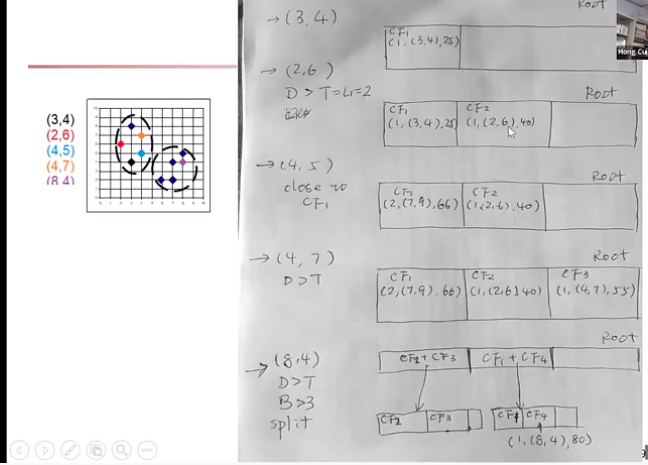 (3,4)
(2,6)
(4,5)
(4,7)
(8,4)
→ (3,4)
Root
CF1
(1,(3,4),25)
→ (2,6)
D > T=L1=2
Root
CF1
(1,(3,4),25)
CF2
(1,(2,6),40)
→ (4,5)
close to
CF1
Root
CF1
(2,(7,9),66)
CF2
(1,(2,6),40)
→ (4,7)
D>T
Root
CF1
(2,(7,9),66)
CF2
(1,(2,6),40)
CF3
(1,(4,7),55)
→ (8,4)
D>T
B>3
split
Root
CF2+CF3
CF1+CF4
CF2
CF3
CF1
CF4
(1,(8,4),80)
Hong Cui